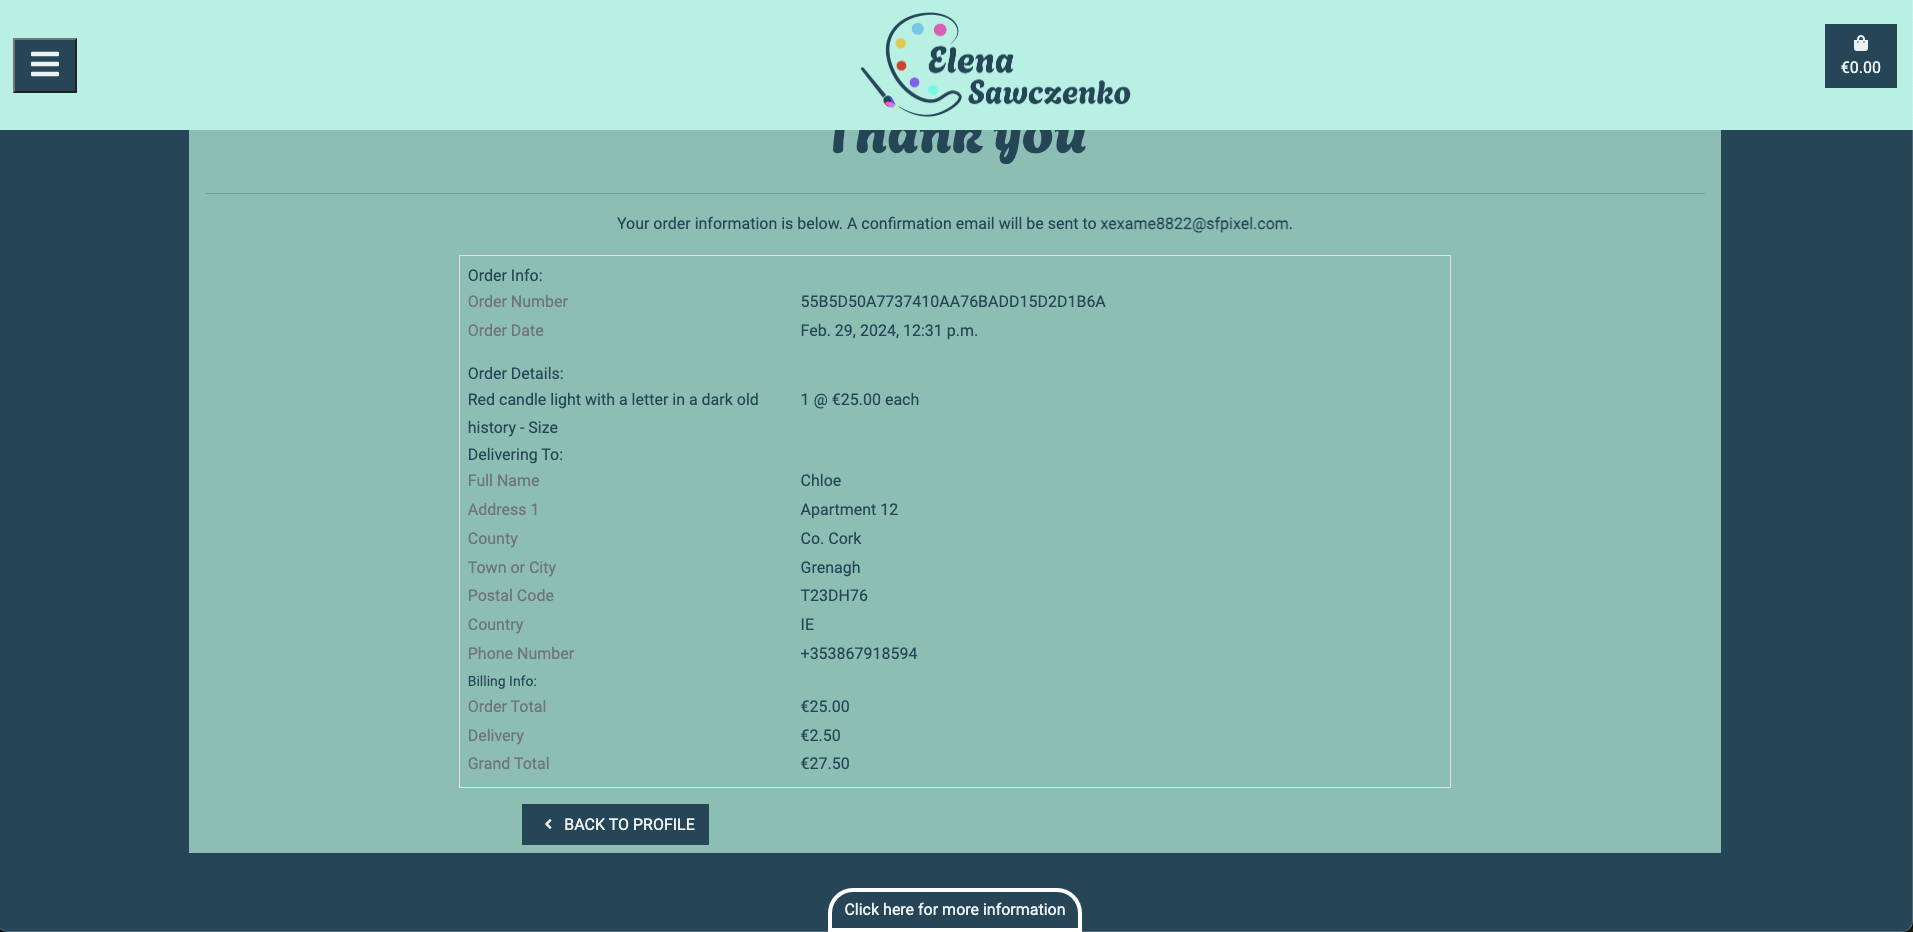 Elena
Sawczenko
€0.00
Thank you
Your order information is below. A confirmation email will be sent to xexame8822@sfpixel.com.
Order Info:
Order Number 55B5D50A7737410AA76BADD15D2D1B6A
Order Date Feb. 29, 2024, 12:31 p.m.
Order Details:
Red candle light with a letter in a dark old 1 @ €25.00 each
history - Size
Delivering To:
Full Name Chloe
Address 1 Apartment 12
County Co. Cork
Town or City Grenagh
Postal Code T23DH76
Country IE
Phone Number +353867918594
Billing Info:
Order Total €25.00
Delivery €2.50
Grand Total €27.50
BACK TO PROFILE
Click here for more information